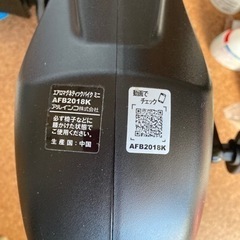 エアロマグネティックバイク ミニ
AFB2018K
アルインコ株式会社
必ず椅子などに
腰かけた状態で
ご使用ください。
生産国：中国
動画で
チェック
AFB2018K